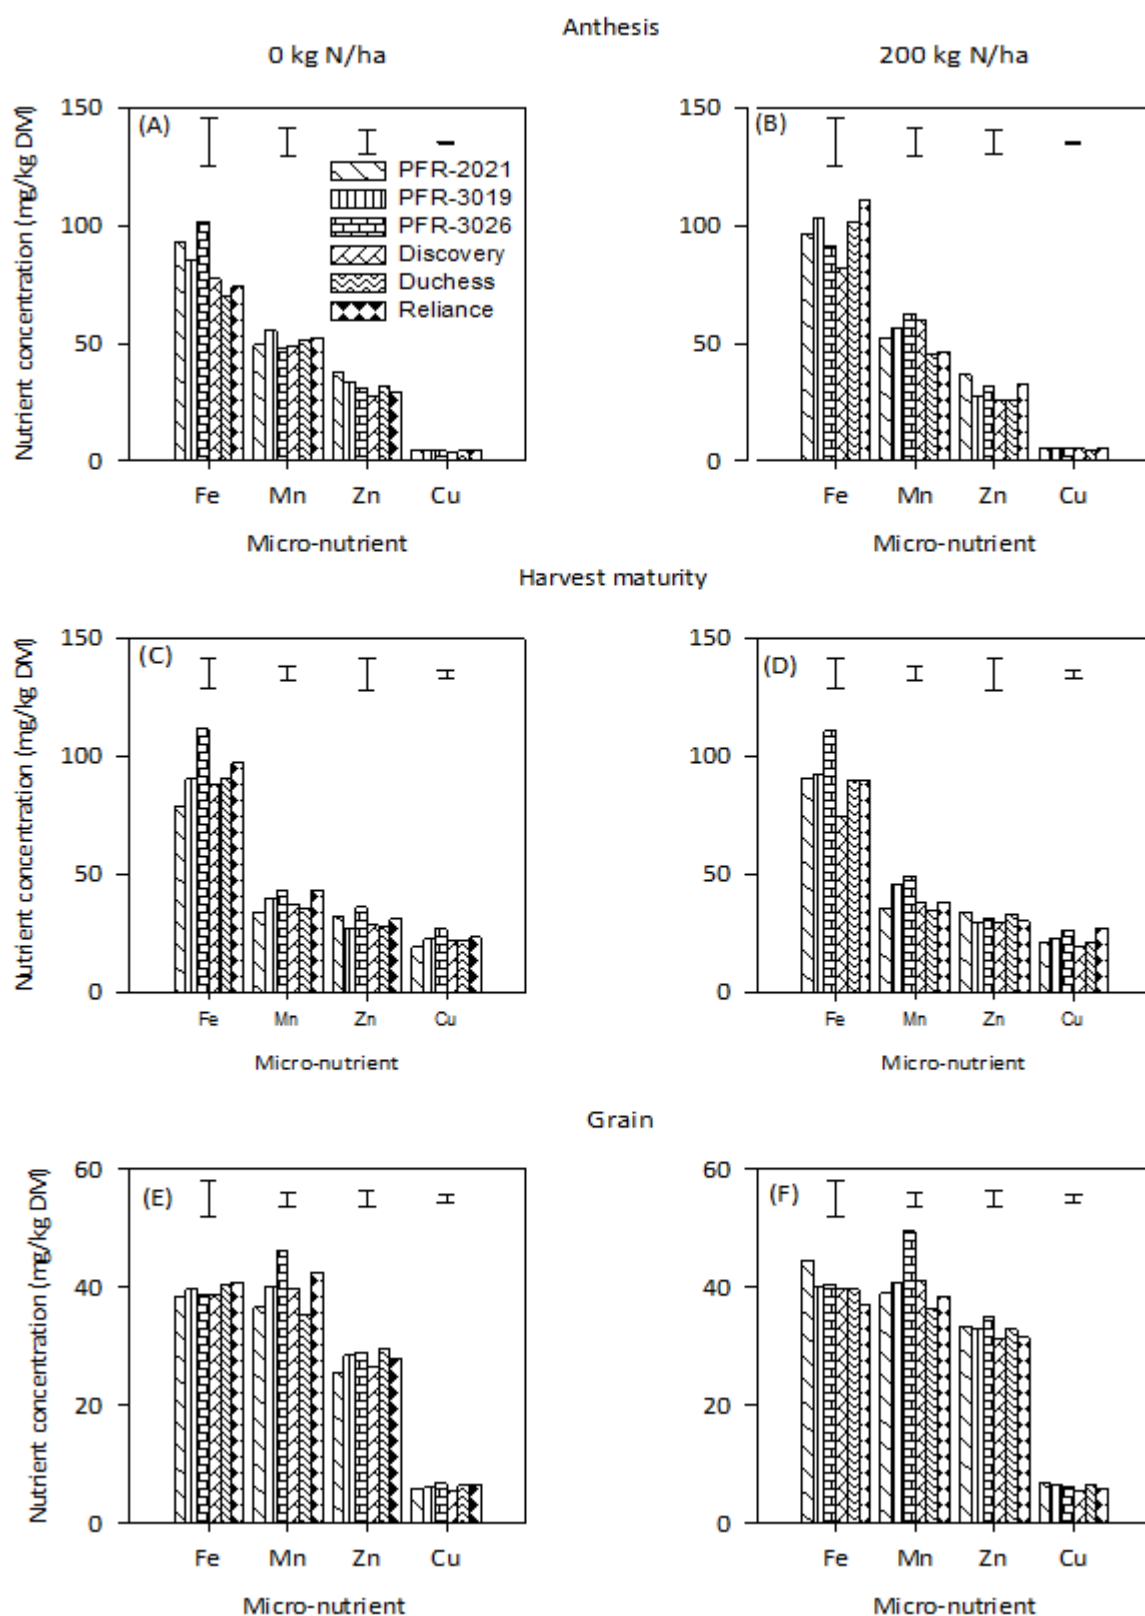 Anthesis
0 kg N/ha
200 kg N/ha
Nutrient concentration (mg/kg DM)
150
100
50
0
(A)
PFR-2021
PFR-3019
PFR-3026
Discovery
Duchess
Reliance
Fe Mn Zn Cu
Micro-nutrient
150
100
50
0
(B)
Fe Mn Zn Cu
Micro-nutrient
Harvest maturity
Nutrient concentration (mg/kg DM)
150
100
50
0
(C)
Fe Mn Zn Cu
Micro-nutrient
150
100
50
0
(D)
Fe Mn Zn Cu
Micro-nutrient
Grain
Nutrient concentration (mg/kg DM)
60
40
20
0
(E)
Fe Mn Zn Cu
Micro-nutrient
60
40
20
0
(F)
Fe Mn Zn Cu
Micro-nutrient